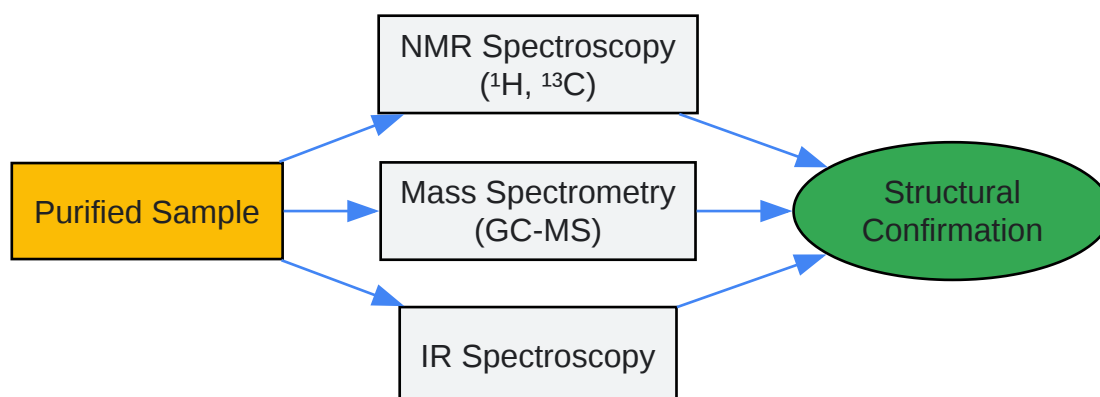 NMR Spectroscopy
(¹H, ¹³C)
Purified Sample
Mass Spectrometry
(GC-MS)
Structural
Confirmation
IR Spectroscopy